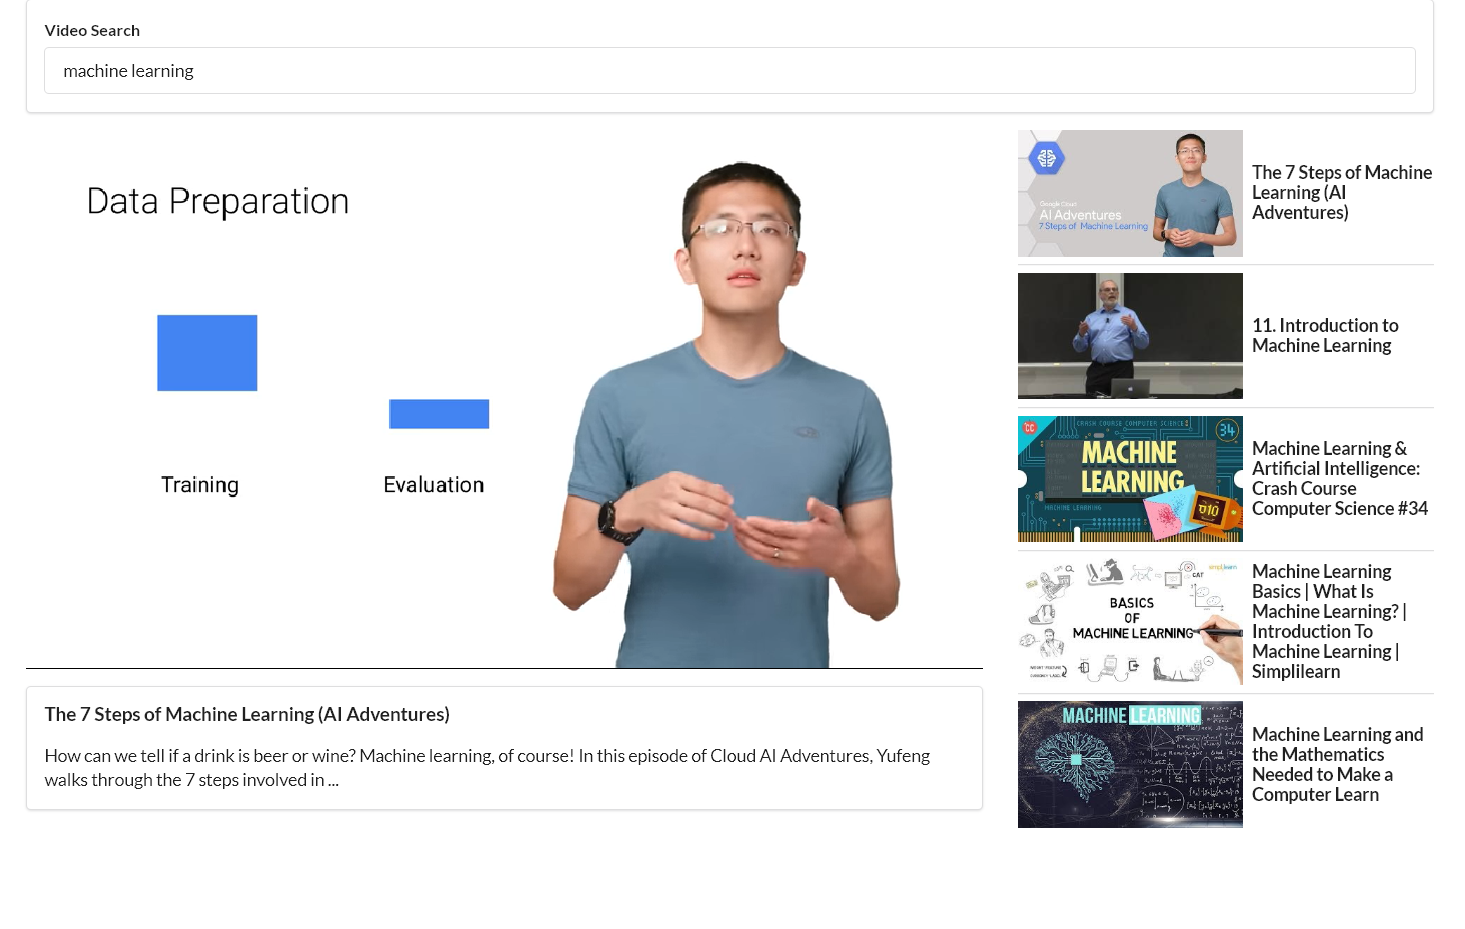 Video Search
machine learning
Data Preparation
Training
Evaluation
The 7 Steps of Machine Learning (AI Adventures)
How can we tell if a drink is beer or wine? Machine learning, of course! In this episode of Cloud AI Adventures, Yufeng
walks through the 7 steps involved in ...
Google Cloud
AI Adventures
7 Steps of Machine Learning
The 7 Steps of Machine
Learning (AI
Adventures)
11. Introduction to
Machine Learning
CC
CRASH COURSE COMPUTER SCIENCE
34
MACHINE
LEARNING
MACHINE LEARNING
Machine Learning &
Artificial Intelligence:
Crash Course
Computer Science #34
simplilearn
CAT
BASICS
OF
MACHINE LEARNING
Machine Learning
Basics | What Is
Machine Learning? |
Introduction To
Machine Learning |
Simplilearn
MACHINE LEARNING
Machine Learning and
the Mathematics
Needed to Make a
Computer Learn